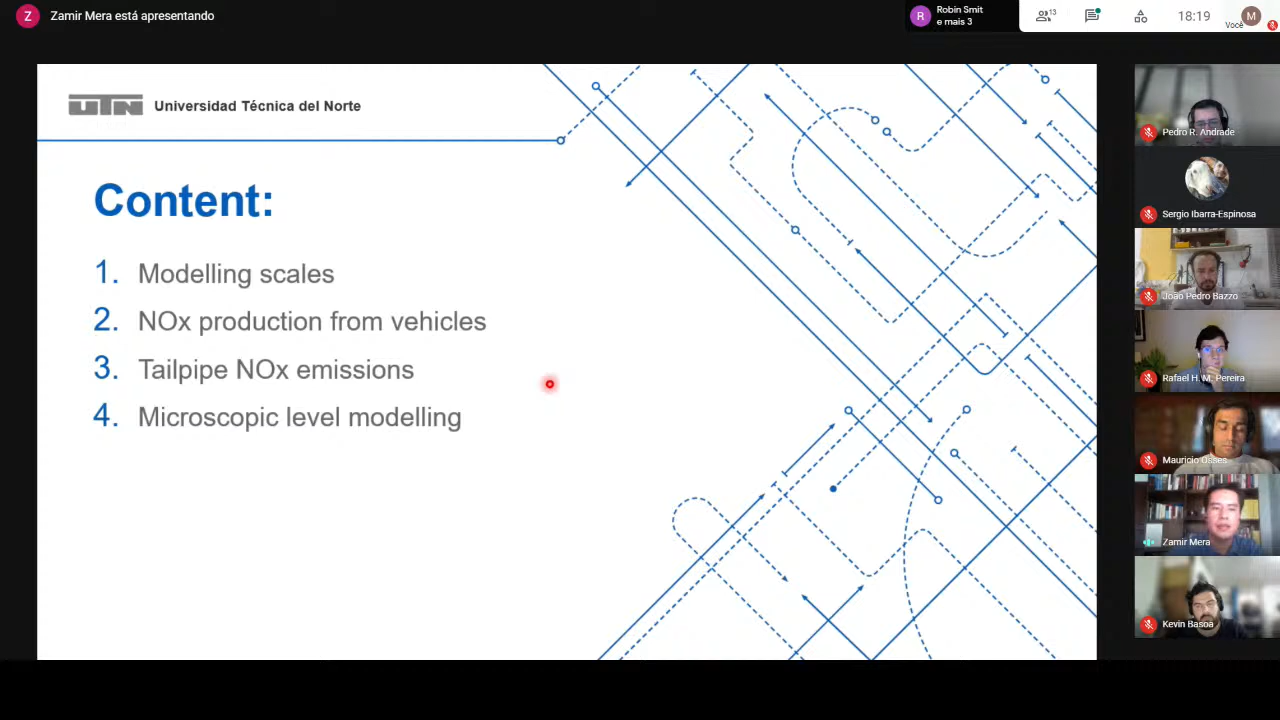 Z
Zamir Mera está apresentando
R
Robin Smit
e mais 3
13
18:19
Você
M
UTN
Universidad Técnica del Norte
Content:
1. Modelling scales
2. NOx production from vehicles
3. Tailpipe NOx emissions
4. Microscopic level modelling
Pedro R. Andrade
Sergio Ibarra-Espinosa
João Pedro Bazzo
Rafael H. M. Pereira
Mauricio Osses
Zamir Mera
Kevin Basoa